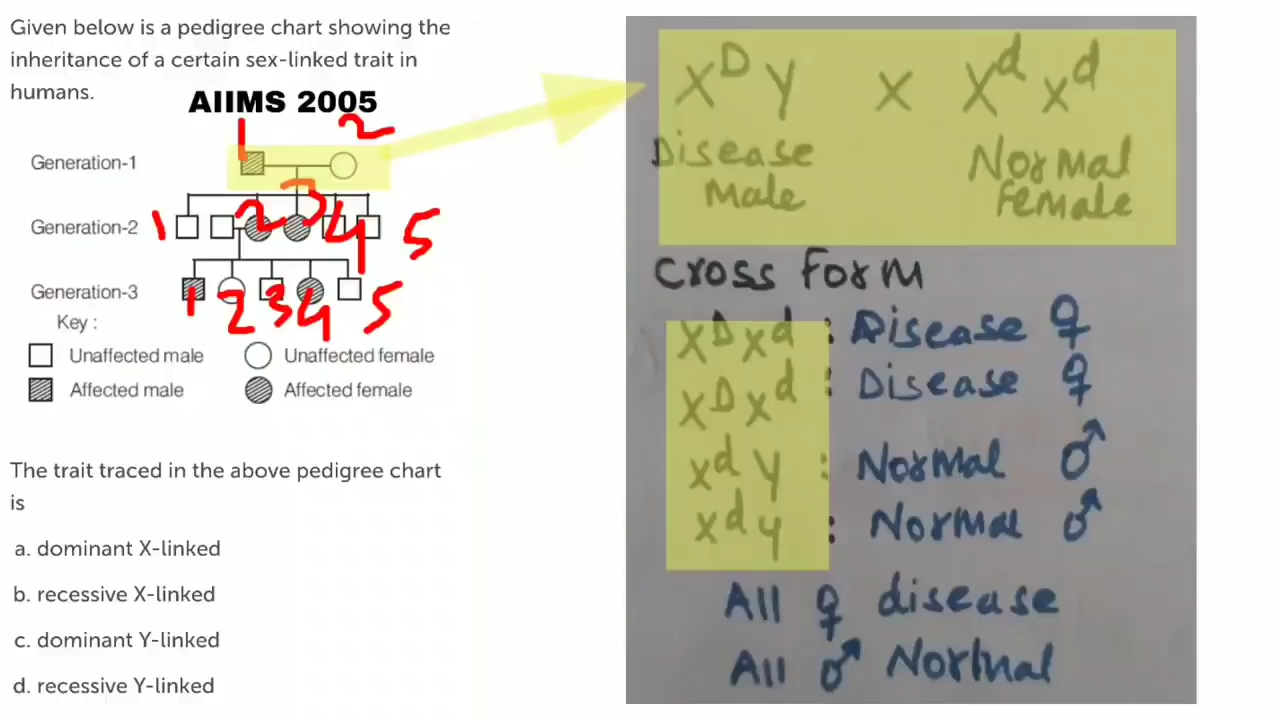 Given below is a pedigree chart showing the
inheritance of a certain sex-linked trait in
humans.
AIIMS 2005
1 2
Generation-1
Generation-2
1 2 3 4 5
Generation-3
1 2 3 4 5
Key :
Unaffected male
Unaffected female
Affected male
Affected female
The trait traced in the above pedigree chart
is
a. dominant X-linked
b. recessive X-linked
c. dominant Y-linked
d. recessive Y-linked
X^D Y x X^d X^d
Disease Male
Normal Female
Cross Form
X^D X^d : Disease ♀
X^D X^d : Disease ♀
X^d Y : Normal ♂
X^d Y : Normal ♂
All ♀ disease
All ♂ Normal